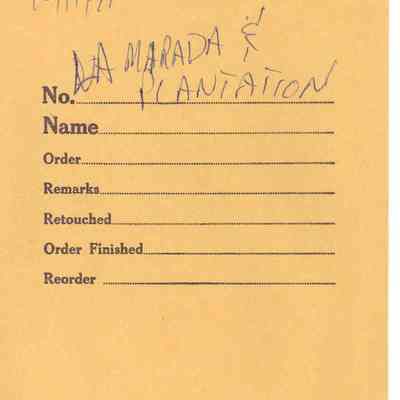 LA MARADA &
PLANTATION
No.
Name
Order
Remarks
Retouched
Order Finished
Reorder